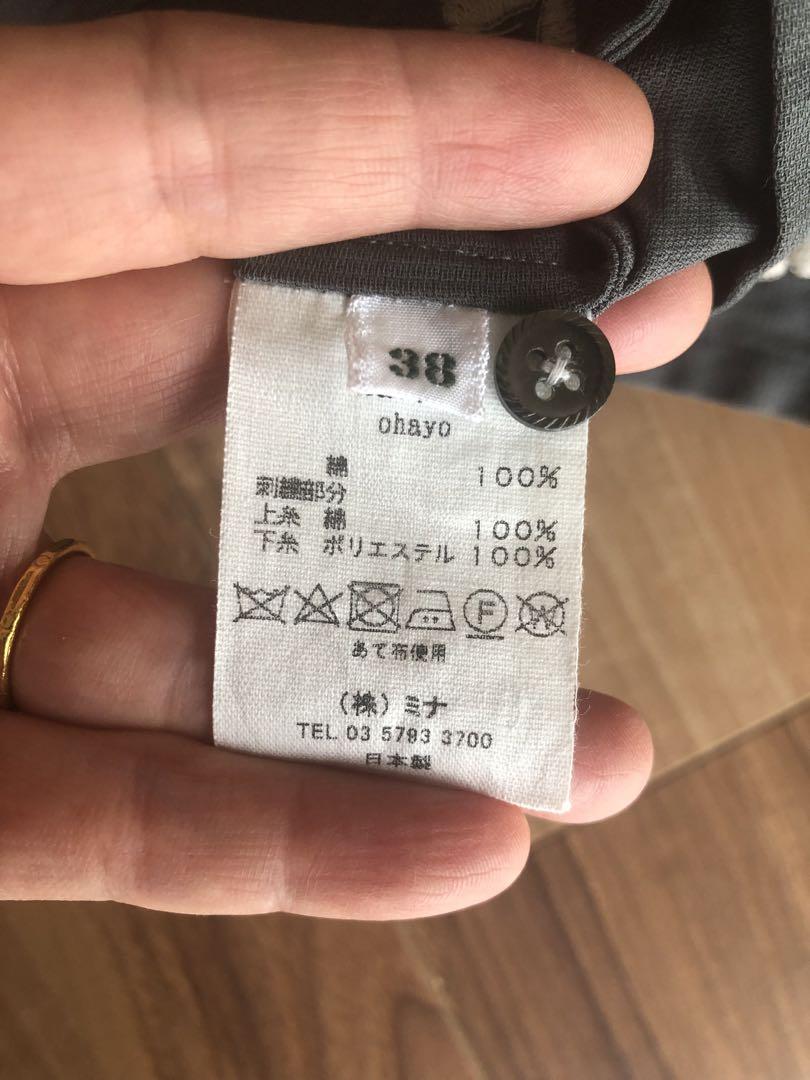 38
ohayo
綿 100%
刺繍部分
上糸 綿 100%
下糸 ポリエステル 100%
F
W
あて布使用
(株) ミナ
TEL 03 5793 3700
日本製